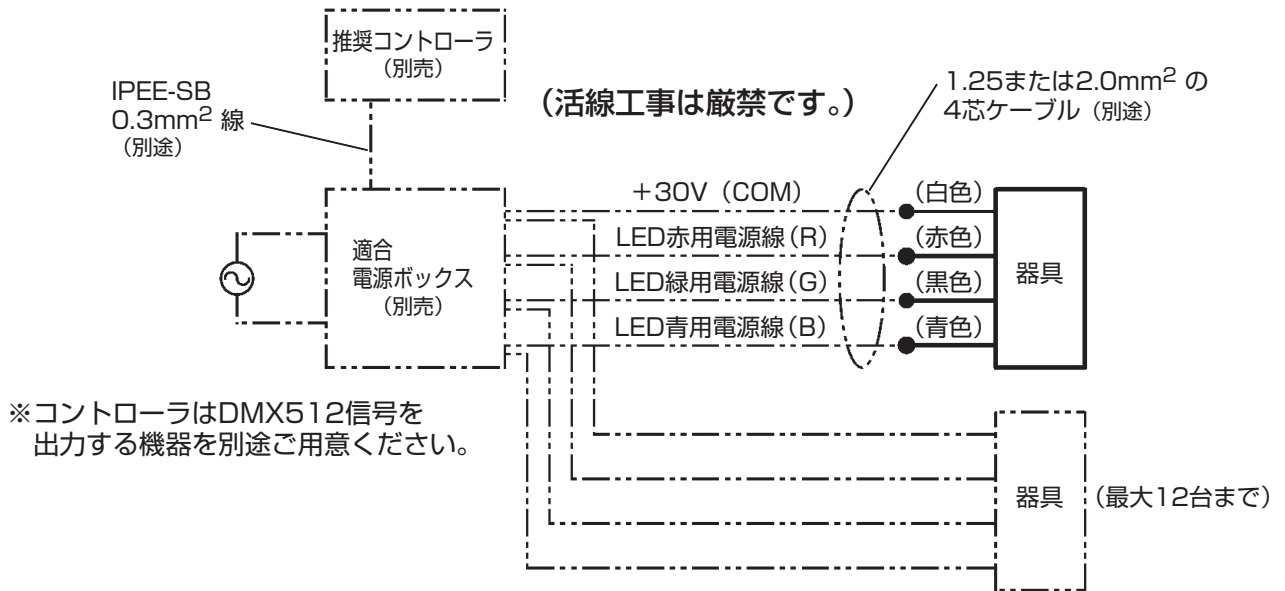 推奨コントローラ
（別売）
IPEE-SB
0.3mm2 線
（別途）
（活線工事は厳禁です。）
1.25または2.0mm2 の
4芯ケーブル（別途）
適合
電源ボックス
（別売）
＋30V（COM）
（白色）
LED赤用電源線（R）
（赤色）
LED緑用電源線（G）
（黒色）
LED青用電源線（B）
（青色）
器具
※コントローラはDMX512信号を
出力する機器を別途ご用意ください。
器具
（最大12台まで）